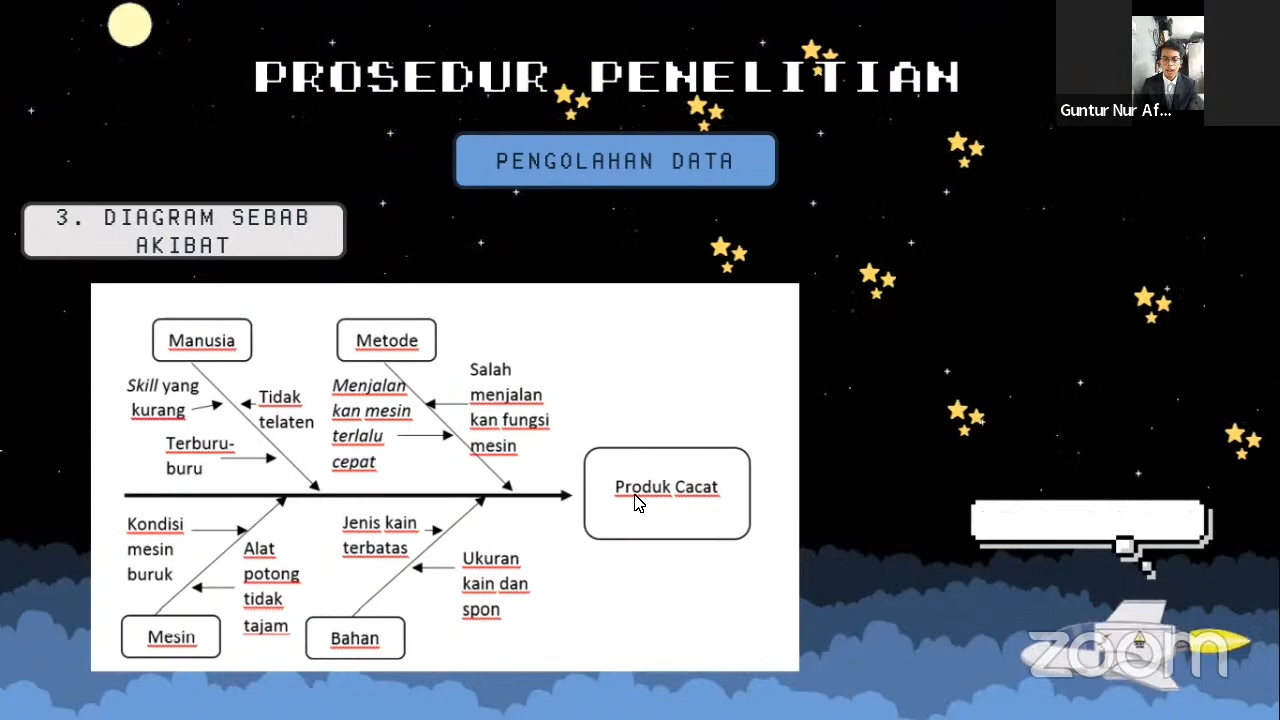 PROSEDUR PENELITIAN
Guntur Nur Af...
PENGOLAHAN DATA
3. DIAGRAM SEBAB
AKIBAT
Manusia
Metode
Skill yang
kurang
Tidak
telaten
Terburu-
buru
Menjalan
kan mesin
terlalu
cepat
Salah
menjalan
kan fungsi
mesin
Produk Cacat
Kondisi
mesin
buruk
Alat
potong
tidak
tajam
Jenis kain
terbatas
Ukuran
kain dan
spon
Mesin
Bahan
zoom